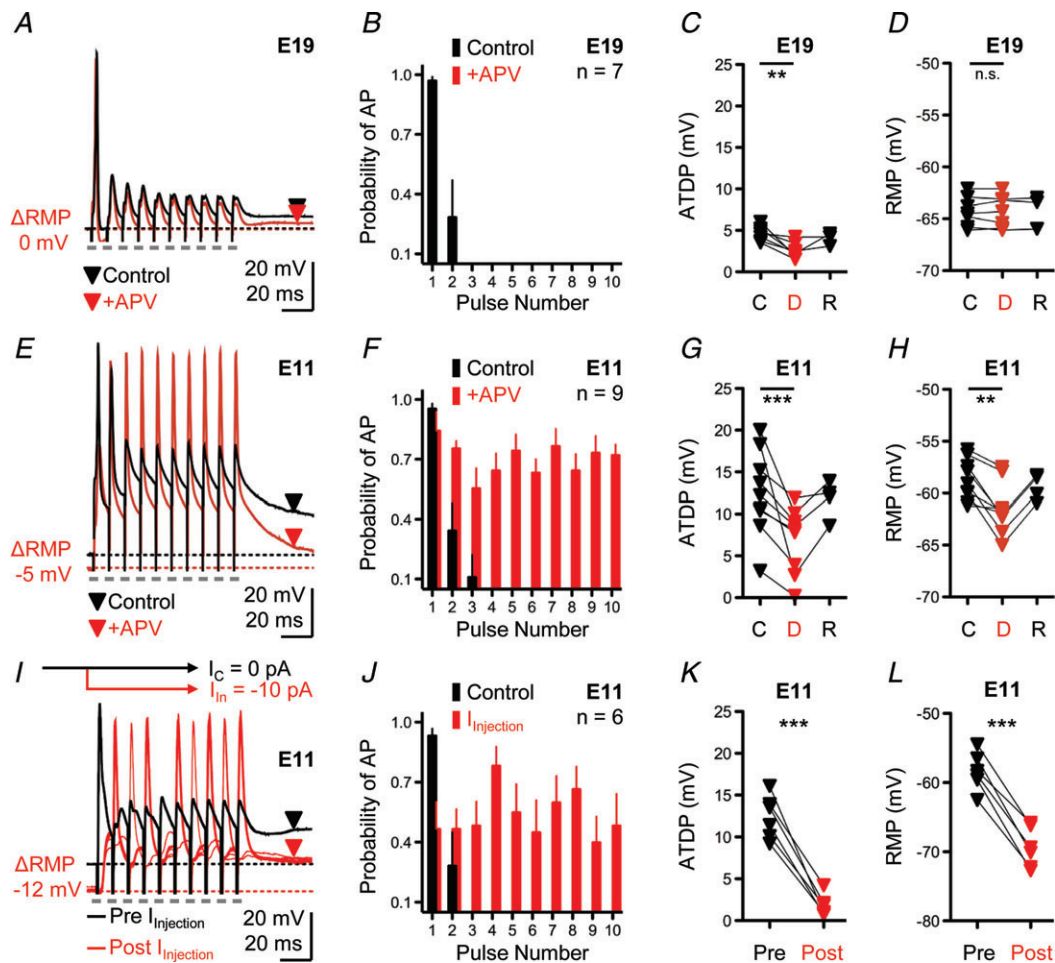 A
E19
ΔRMP
0 mV
▼Control
▼+APV
20 mV
20 ms
B
Control
E19
+APV
n = 7
Probability of AP
1.0
0.7
0.4
0.1
1 2 3 4 5 6 7 8 9 10
Pulse Number
C
E19
**
ATDP (mV)
25
20
15
10
5
0
C D R
D
E19
n.s.
RMP (mV)
-50
-55
-60
-65
-70
C D R
E
E11
ΔRMP
-5 mV
▼Control
▼+APV
20 mV
20 ms
F
Control
E11
+APV
n = 9
Probability of AP
1.0
0.7
0.4
0.1
1 2 3 4 5 6 7 8 9 10
Pulse Number
G
E11
***
ATDP (mV)
25
20
15
10
5
0
C D R
H
E11
**
RMP (mV)
-50
-55
-60
-65
-70
C D R
I
I_C = 0 pA
I_In = -10 pA
E11
ΔRMP
-12 mV
Pre I_Injection
Post I_Injection
20 mV
20 ms
J
Control
E11
I_Injection
n = 6
Probability of AP
1.0
0.7
0.4
0.1
1 2 3 4 5 6 7 8 9 10
Pulse Number
K
E11
***
ATDP (mV)
25
20
15
10
5
0
Pre Post
L
E11
***
RMP (mV)
-50
-60
-70
-80
Pre Post